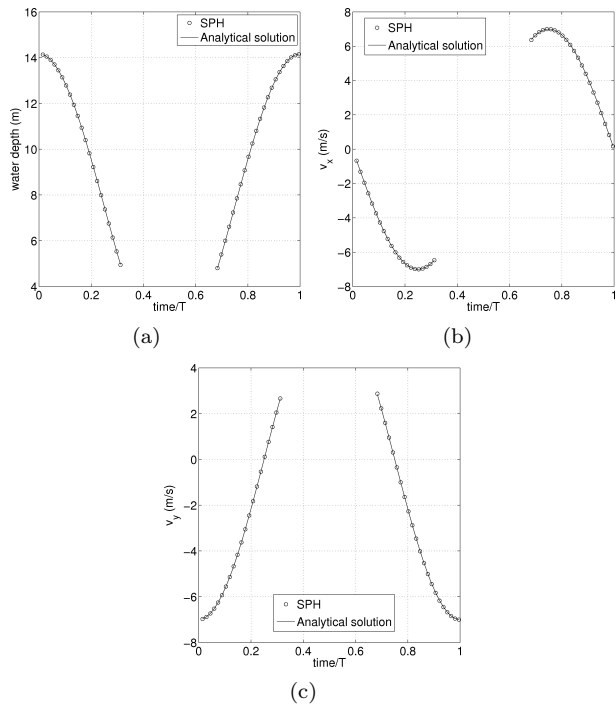 SPH
Analytical solution
14
12
10
8
6
4
water depth (m)
0
0.2
0.4
0.6
0.8
1
time/T
(a)
SPH
Analytical solution
8
6
4
2
0
−2
−4
−6
−8
v_x (m/s)
0
0.2
0.4
0.6
0.8
1
time/T
(b)
4
2
0
−2
−4
−6
−8
v_y (m/s)
SPH
Analytical solution
0
0.2
0.4
0.6
0.8
1
time/T
(c)